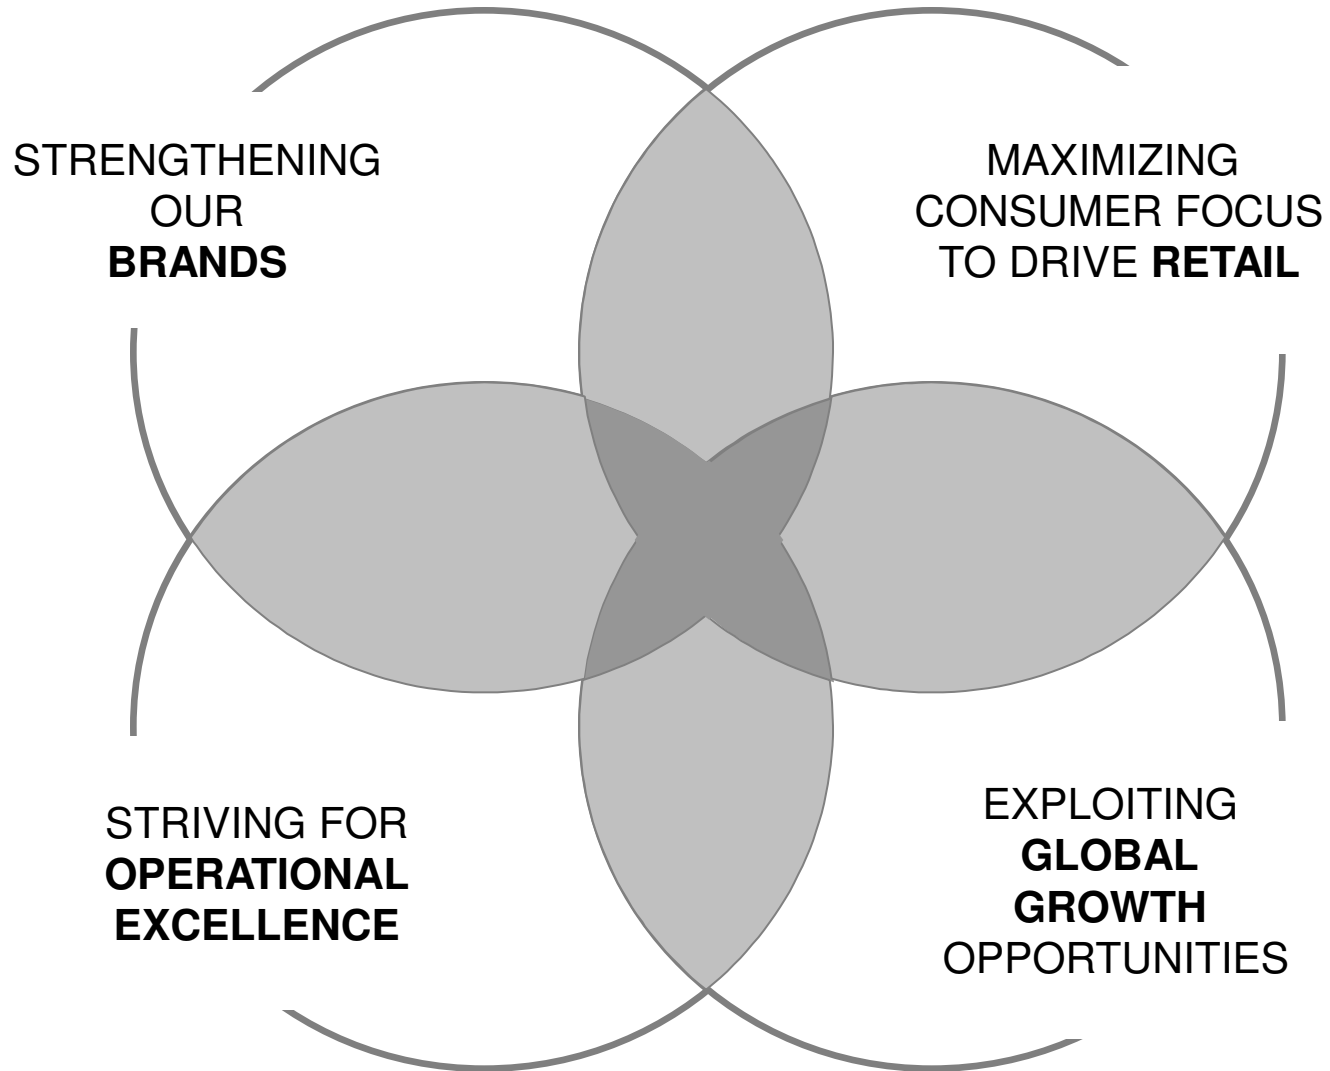 STRENGTHENING
OUR
BRANDS
MAXIMIZING
CONSUMER FOCUS
TO DRIVE RETAIL
STRIVING FOR
OPERATIONAL
EXCELLENCE
EXPLOITING
GLOBAL
GROWTH
OPPORTUNITIES